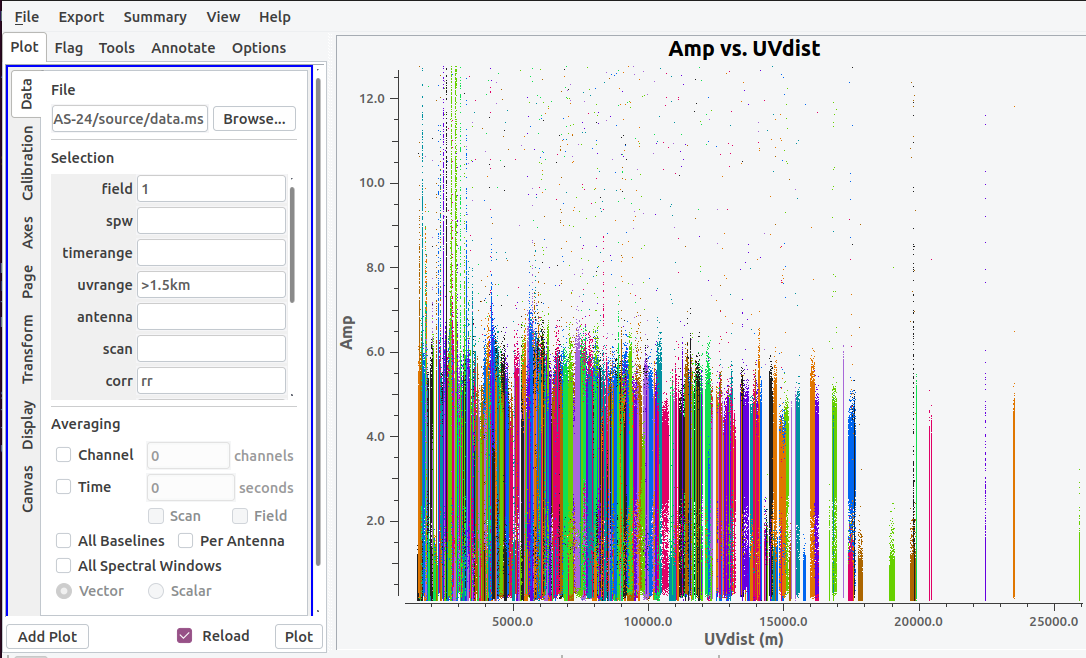 File Export Summary View Help
Plot Flag Tools Annotate Options
Data
Calibration
Axes
Page
Transform
Display
Canvas
File
AS-24/source/data.ms Browse...
Selection
field 1
spw
timerange
uvrange >1.5km
antenna
scan
corr rr
Averaging
Channel 0 channels
Time 0 seconds
Scan Field
All Baselines Per Antenna
All Spectral Windows
Vector Scalar
Add Plot Reload Plot
Amp vs. UVdist
Amp
12.0
10.0
8.0
6.0
4.0
2.0
5000.0 10000.0 15000.0 20000.0 25000.0
UVdist (m)